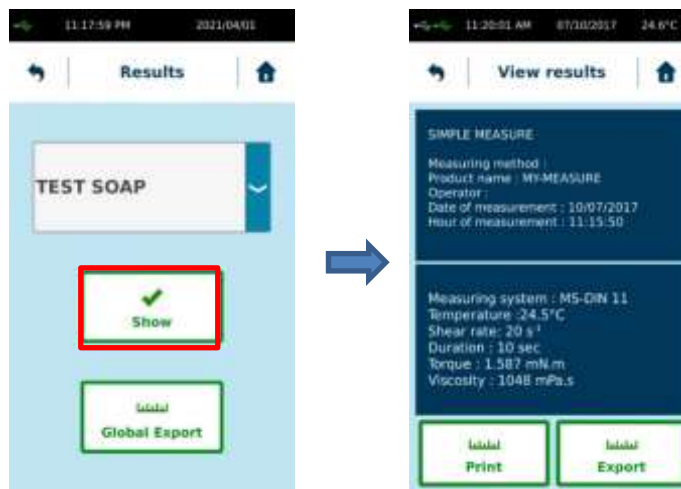 11:17:59 PM 2021/04/01
Results
TEST SOAP
Show
Global Export
11:20:01 AM 07/10/2017 24.6°C
View results
SIMPLE MEASURE
Measuring method :
Product name : MY-MEASURE
Operator :
Date of measurement : 10/07/2017
Hour of measurement : 11:15:50
Measuring system : MS-DIN 11
Temperature :24.5°C
Shear rate: 20 s⁻¹
Duration : 10 sec
Torque : 1.587 mN.m
Viscosity : 1048 mPa.s
Print
Export